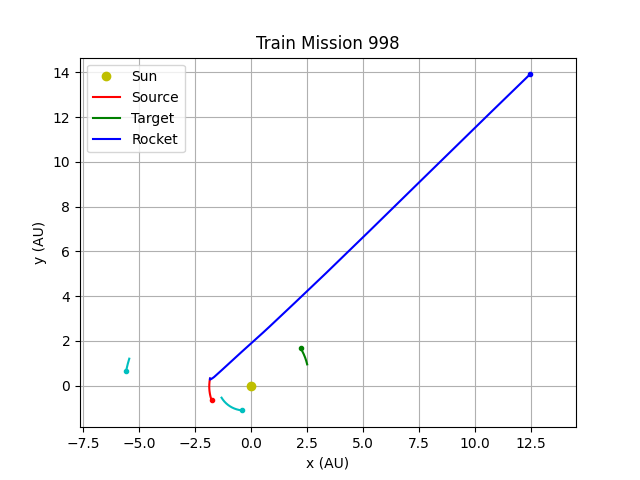 Train Mission 998
Sun
Source
Target
Rocket
14
12
10
8
6
4
2
0
y (AU)
−7.5 −5.0 −2.5 0.0 2.5 5.0 7.5 10.0 12.5
x (AU)